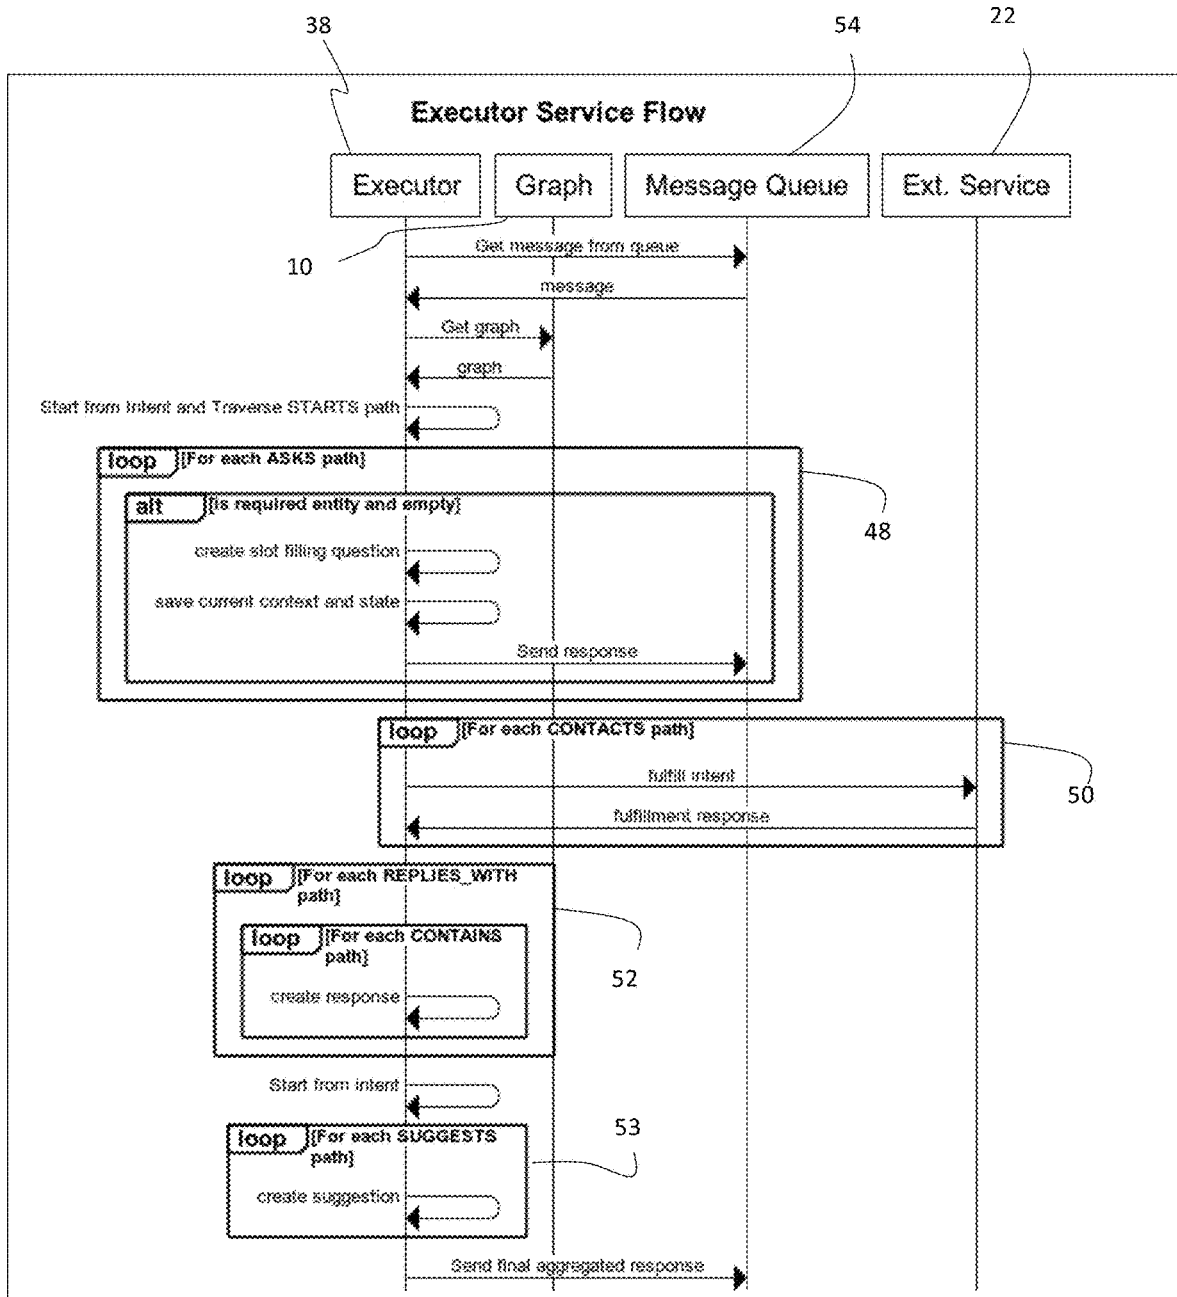 38
54
22
Executor Service Flow
Executor
Graph
Message Queue
Ext. Service
10
Get message from queue
message
Get graph
graph
Start from Intent and Traverse STARTS path
loop [For each ASKS path]
48
alt [is required entity and empty]
create slot filling question
save current context and state
Send response
loop [For each CONTACTS path]
50
fulfill intent
fulfillment response
loop [For each REPLIES_WITH
path]
52
loop [For each CONTAINS
path]
create response
Start from intent
53
loop [For each SUGGESTS
path]
create suggestion
Send final aggregated response